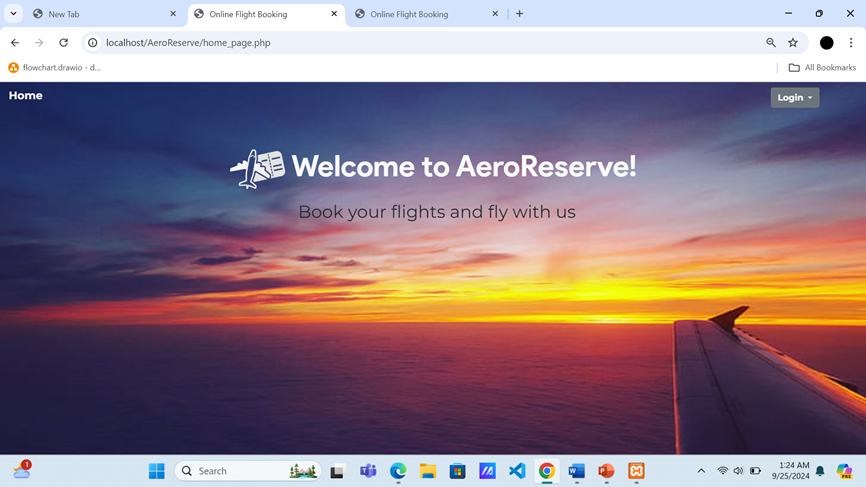 New Tab
Online Flight Booking
Online Flight Booking
localhost/AeroReserve/home_page.php
flowchart.drawio - d...
All Bookmarks
Home
Login
Welcome to AeroReserve!
Book your flights and fly with us
1
Search
1:24 AM
9/25/2024
PRE